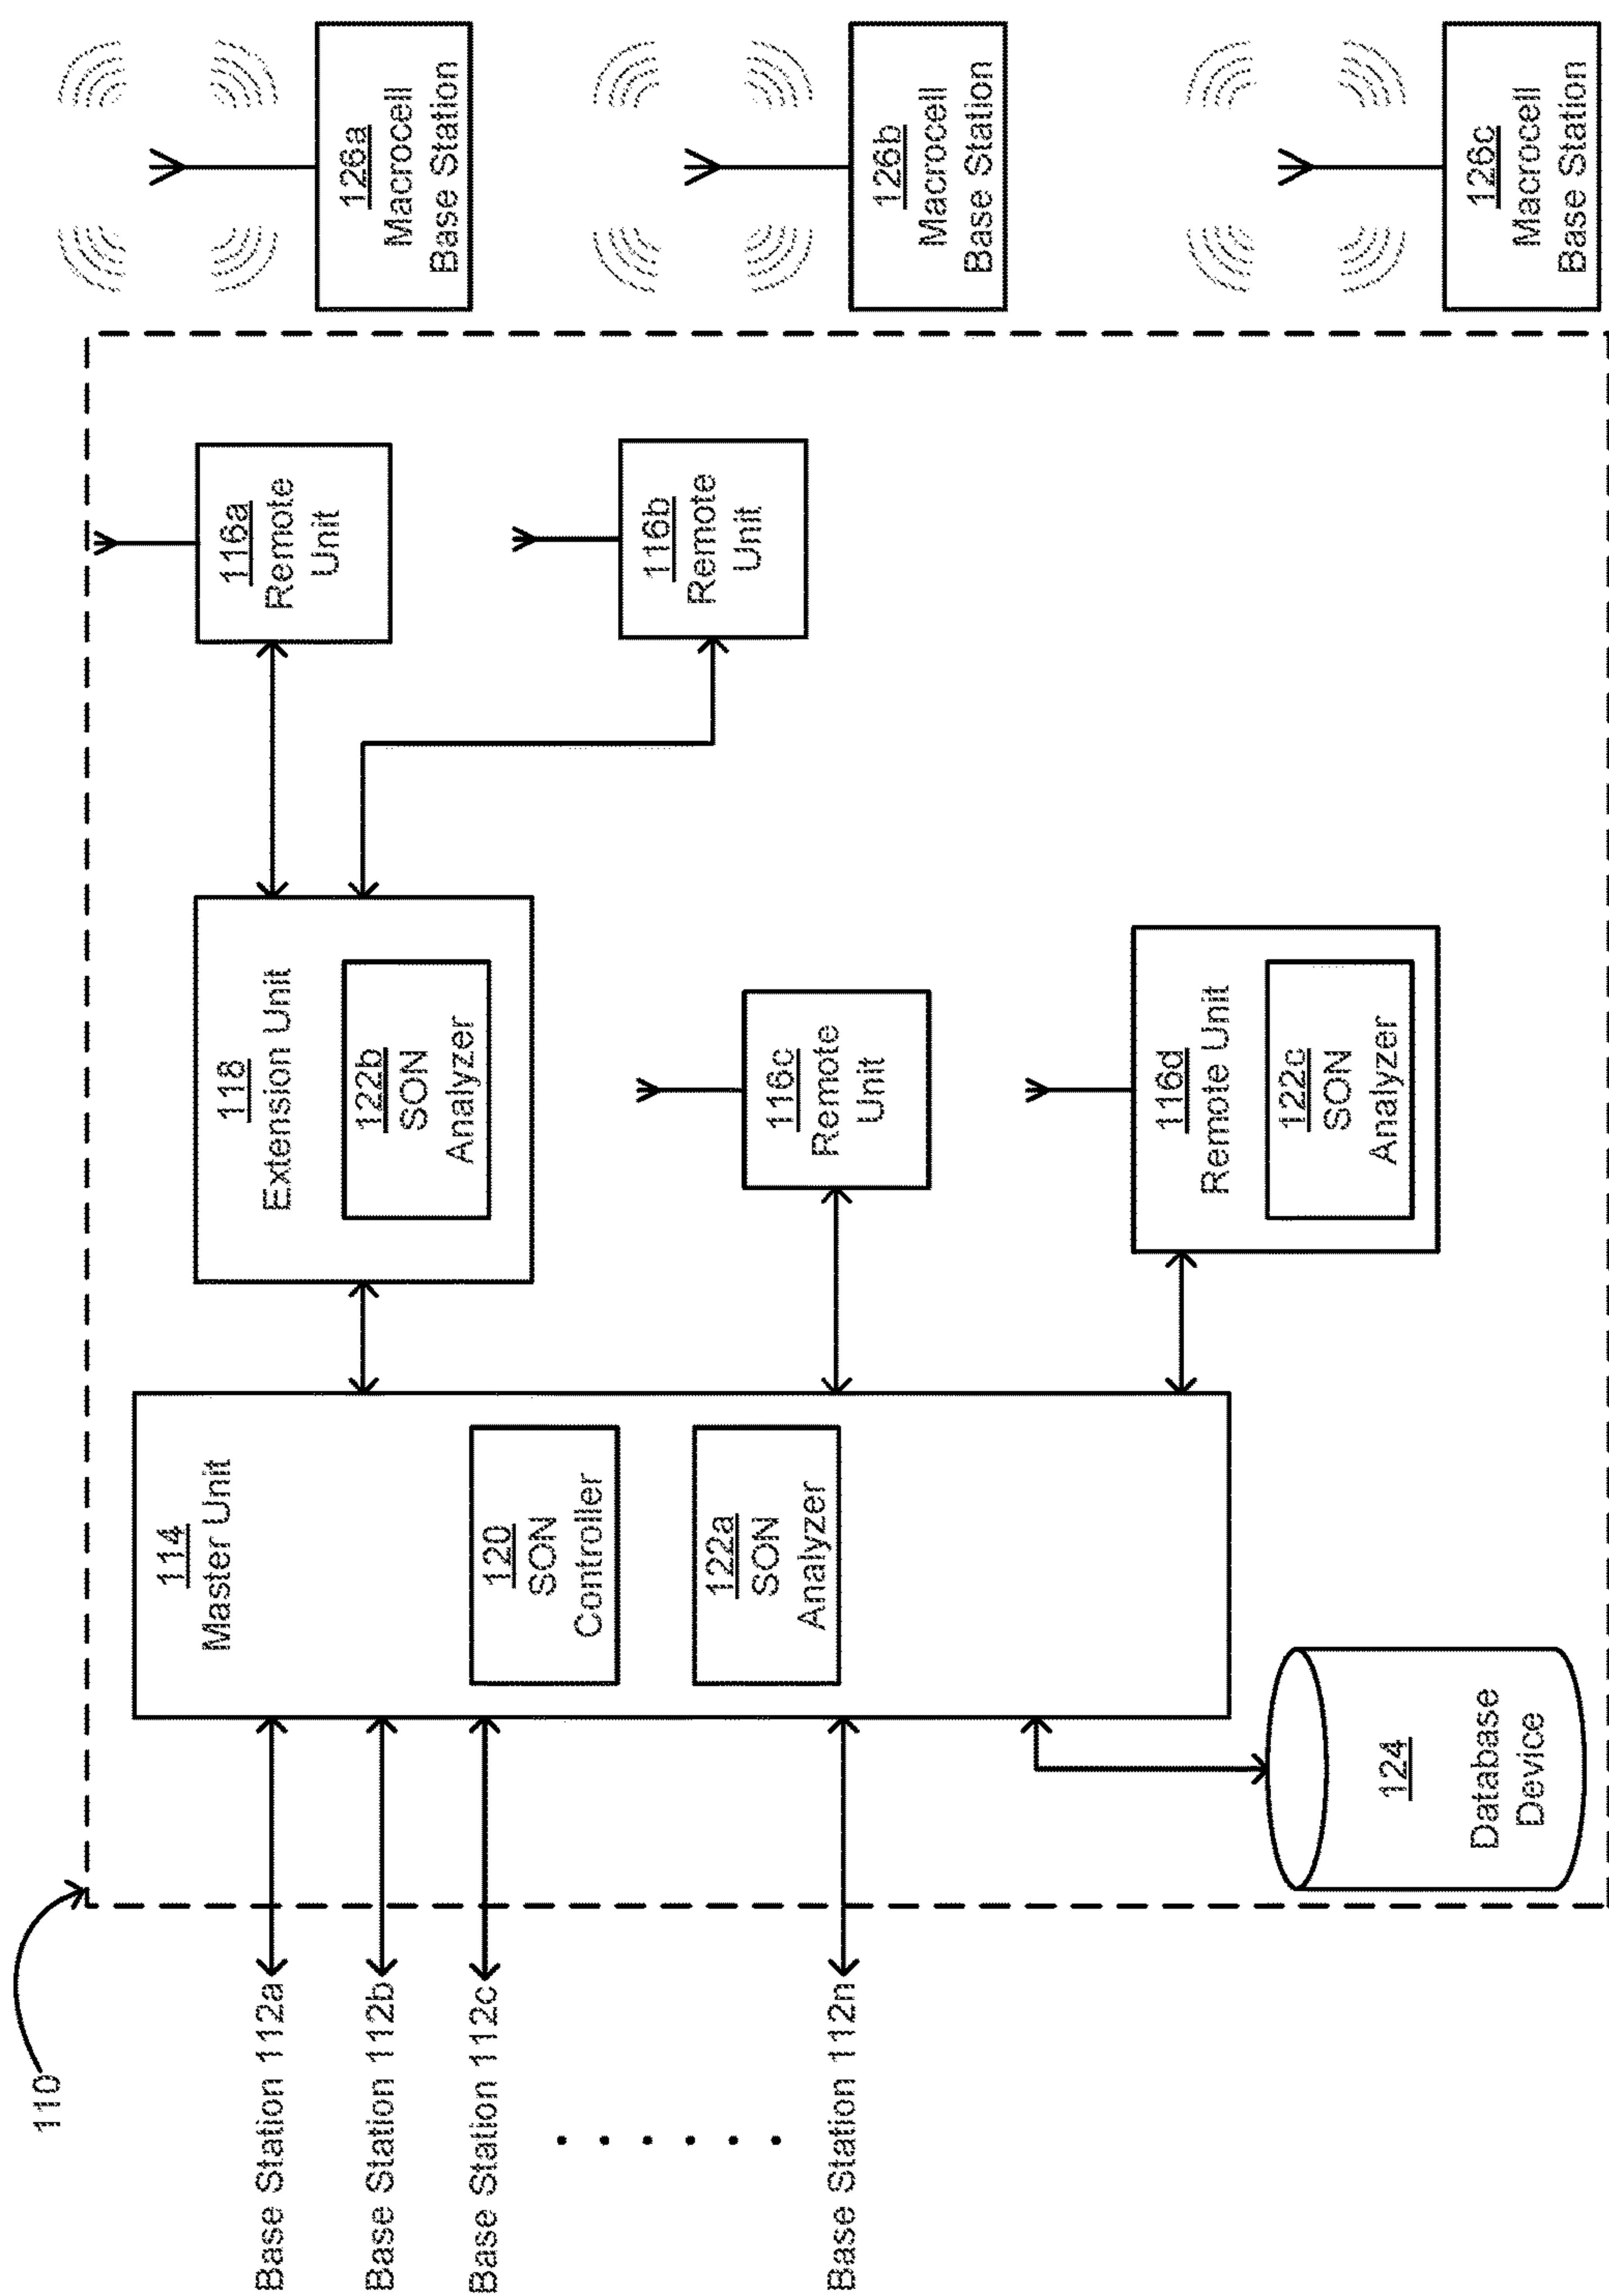 110
Base Station 112a
Base Station 112b
Base Station 112c
Base Station 112n
114
Master Unit
120
SON
Controller
122a
SON
Analyzer
124
Database
Device
118
Extension Unit
122b
SON
Analyzer
116a
Remote
Unit
116b
Remote
Unit
116c
Remote
Unit
116d
Remote Unit
122c
SON
Analyzer
126a
Macrocell
Base Station
126b
Macrocell
Base Station
126c
Macrocell
Base Station